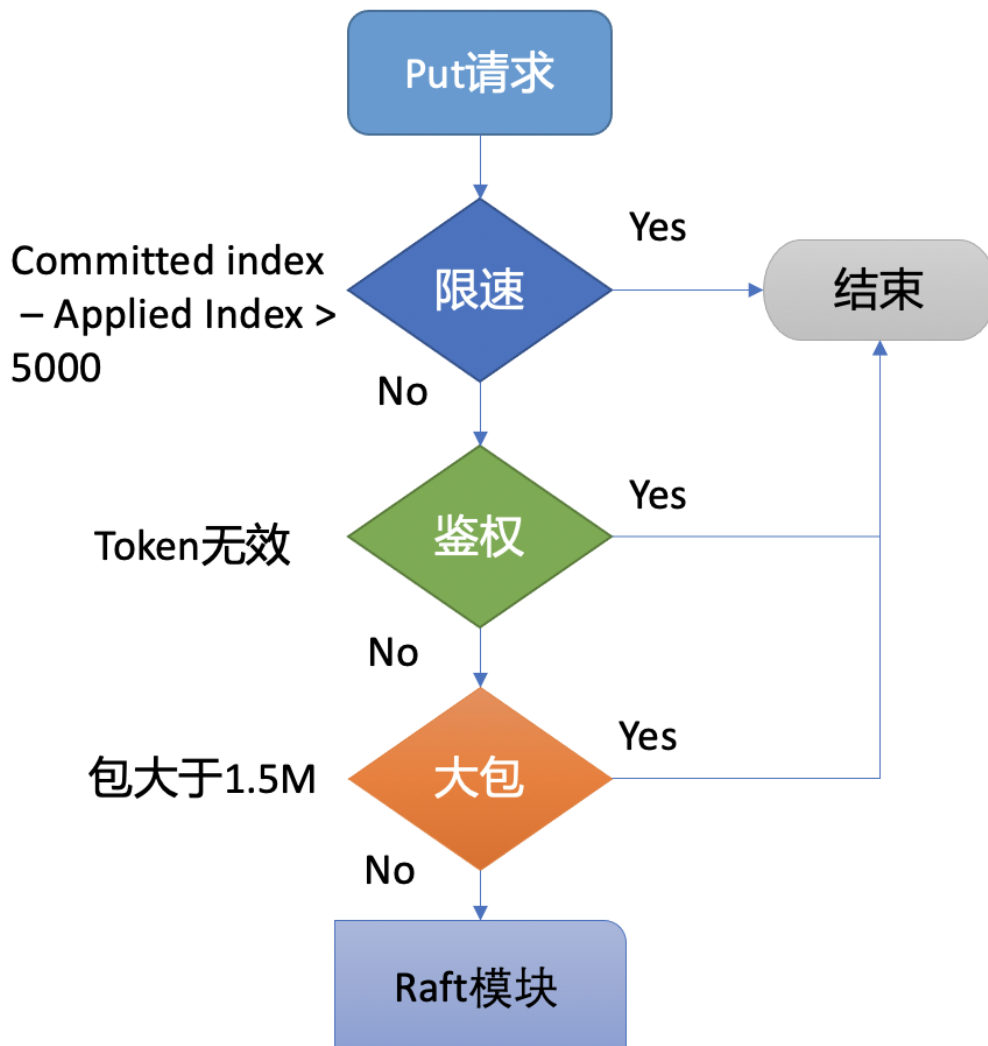 Put请求
Yes
Committed index
– Applied Index >
5000
限速
结束
No
Yes
Token无效
鉴权
No
Yes
包大于1.5M
大包
No
Raft模块